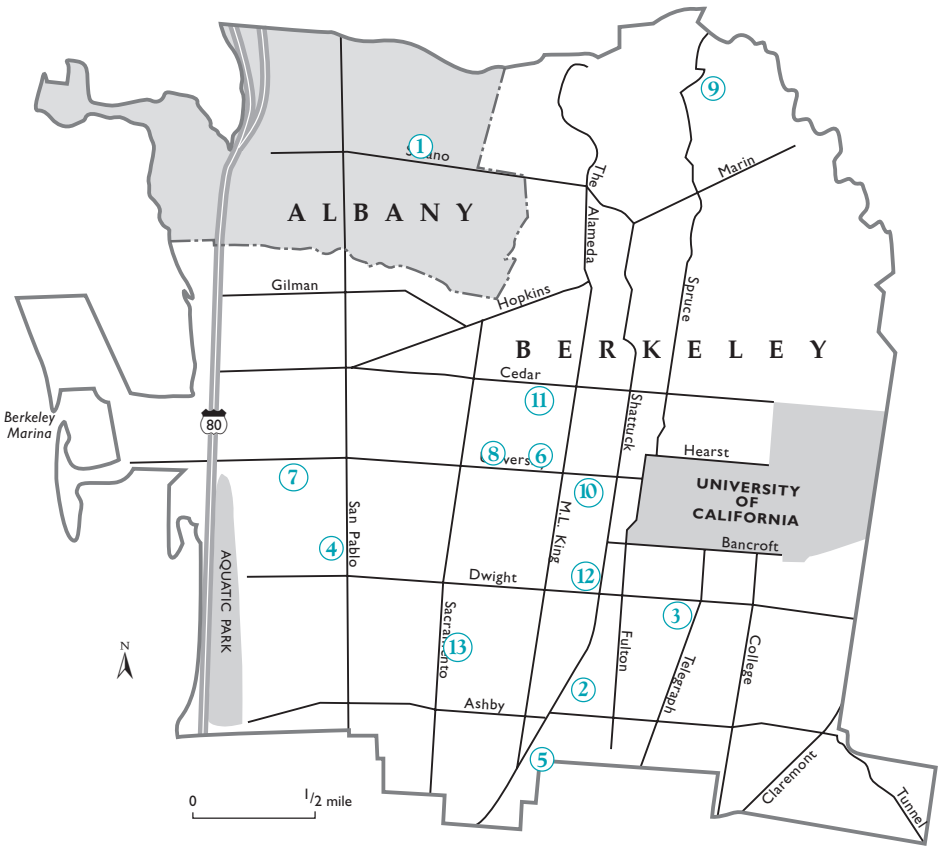 9
1
Marin
The
A L B A N Y
Alameda
Gilman
Hopkins
Spruce
B E R K E L E Y
Cedar
11
Shattuck
Berkeley
Marina
80
8
6
Hearst
7
10
UNIVERSITY
OF
CALIFORNIA
San Pablo
M.L. King
4
Bancroft
AQUATIC PARK
Dwight
12
3
13
Fulton
College
Telegraph
N
2
Ashby
5
Claremont
Tunnel
0
1/2 mile